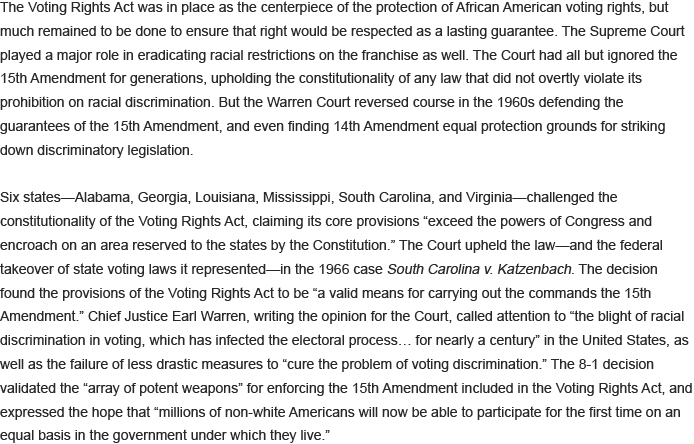 The Voting Rights Act was in place as the centerpiece of the protection of African American voting rights, but
much remained to be done to ensure that right would be respected as a lasting guarantee. The Supreme Court
played a major role in eradicating racial restrictions on the franchise as well. The Court had all but ignored the
15th Amendment for generations, upholding the constitutionality of any law that did not overtly violate its
prohibition on racial discrimination. But the Warren Court reversed course in the 1960s defending the
guarantees of the 15th Amendment, and even finding 14th Amendment equal protection grounds for striking
down discriminatory legislation.

Six states—Alabama, Georgia, Louisiana, Mississippi, South Carolina, and Virginia—challenged the
constitutionality of the Voting Rights Act, claiming its core provisions “exceed the powers of Congress and
encroach on an area reserved to the states by the Constitution.” The Court upheld the law—and the federal
takeover of state voting laws it represented—in the 1966 case South Carolina v. Katzenbach. The decision
found the provisions of the Voting Rights Act to be “a valid means for carrying out the commands the 15th
Amendment.” Chief Justice Earl Warren, writing the opinion for the Court, called attention to “the blight of racial
discrimination in voting, which has infected the electoral process… for nearly a century” in the United States, as
well as the failure of less drastic measures to “cure the problem of voting discrimination.” The 8-1 decision
validated the “array of potent weapons” for enforcing the 15th Amendment included in the Voting Rights Act, and
expressed the hope that “millions of non-white Americans will now be able to participate for the first time on an
equal basis in the government under which they live.”